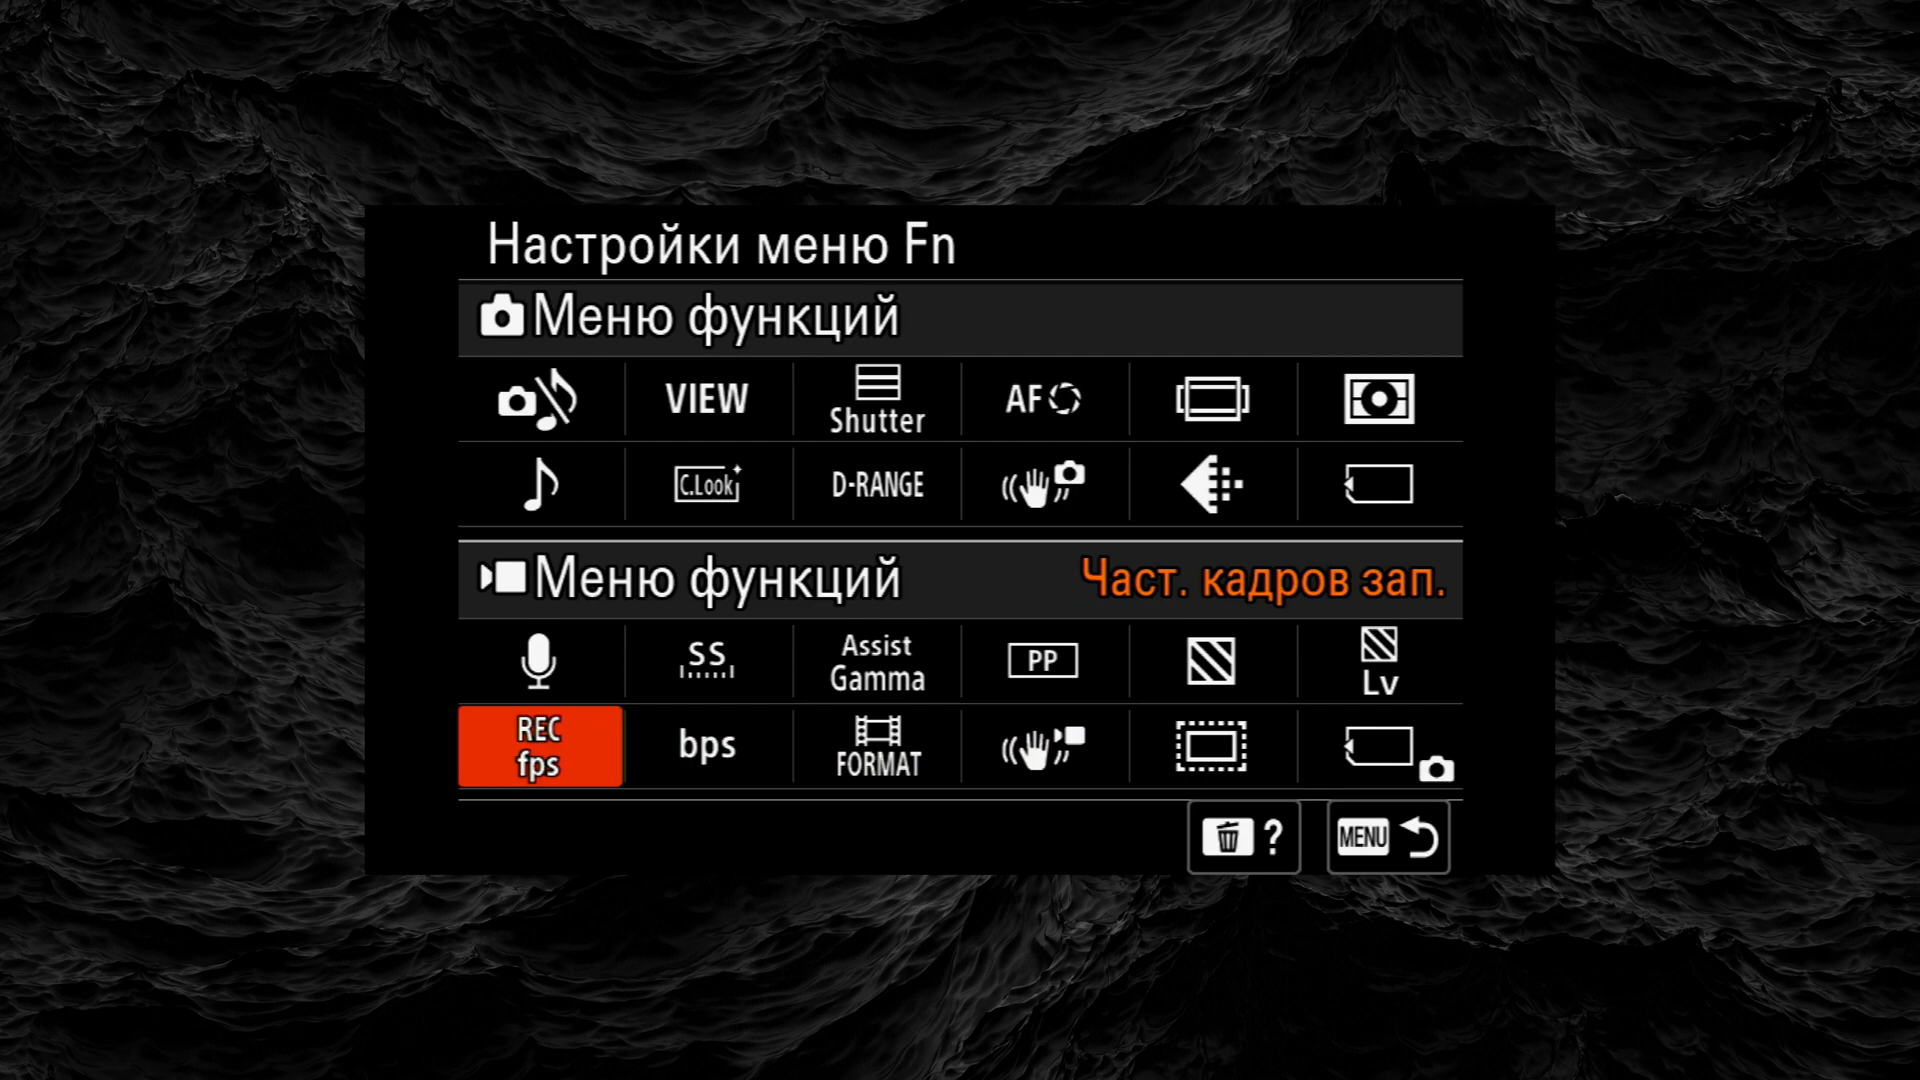 Настройки меню Fn
Меню функций
VIEW
Shutter
AF
C.Look
D-RANGE
Меню функций Част. кадров зап.
SS
Assist
Gamma
PP
Lv
REC
fps
bps
FORMAT
?
MENU